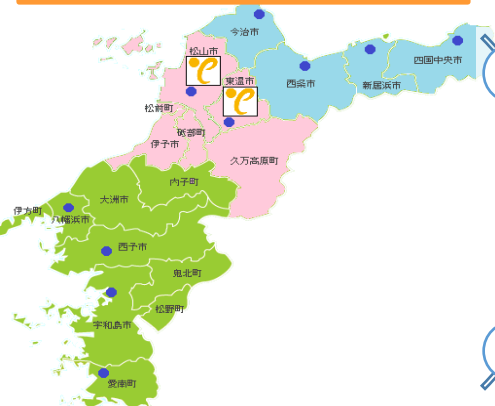 今治市
松山市
四国中央市
東温市
西条市
新居浜市
松前町
砥部町
伊予市
久万高原町
内子町
大洲市
伊方町
八幡浜市
西予市
鬼北町
松野町
宇和島市
愛南町